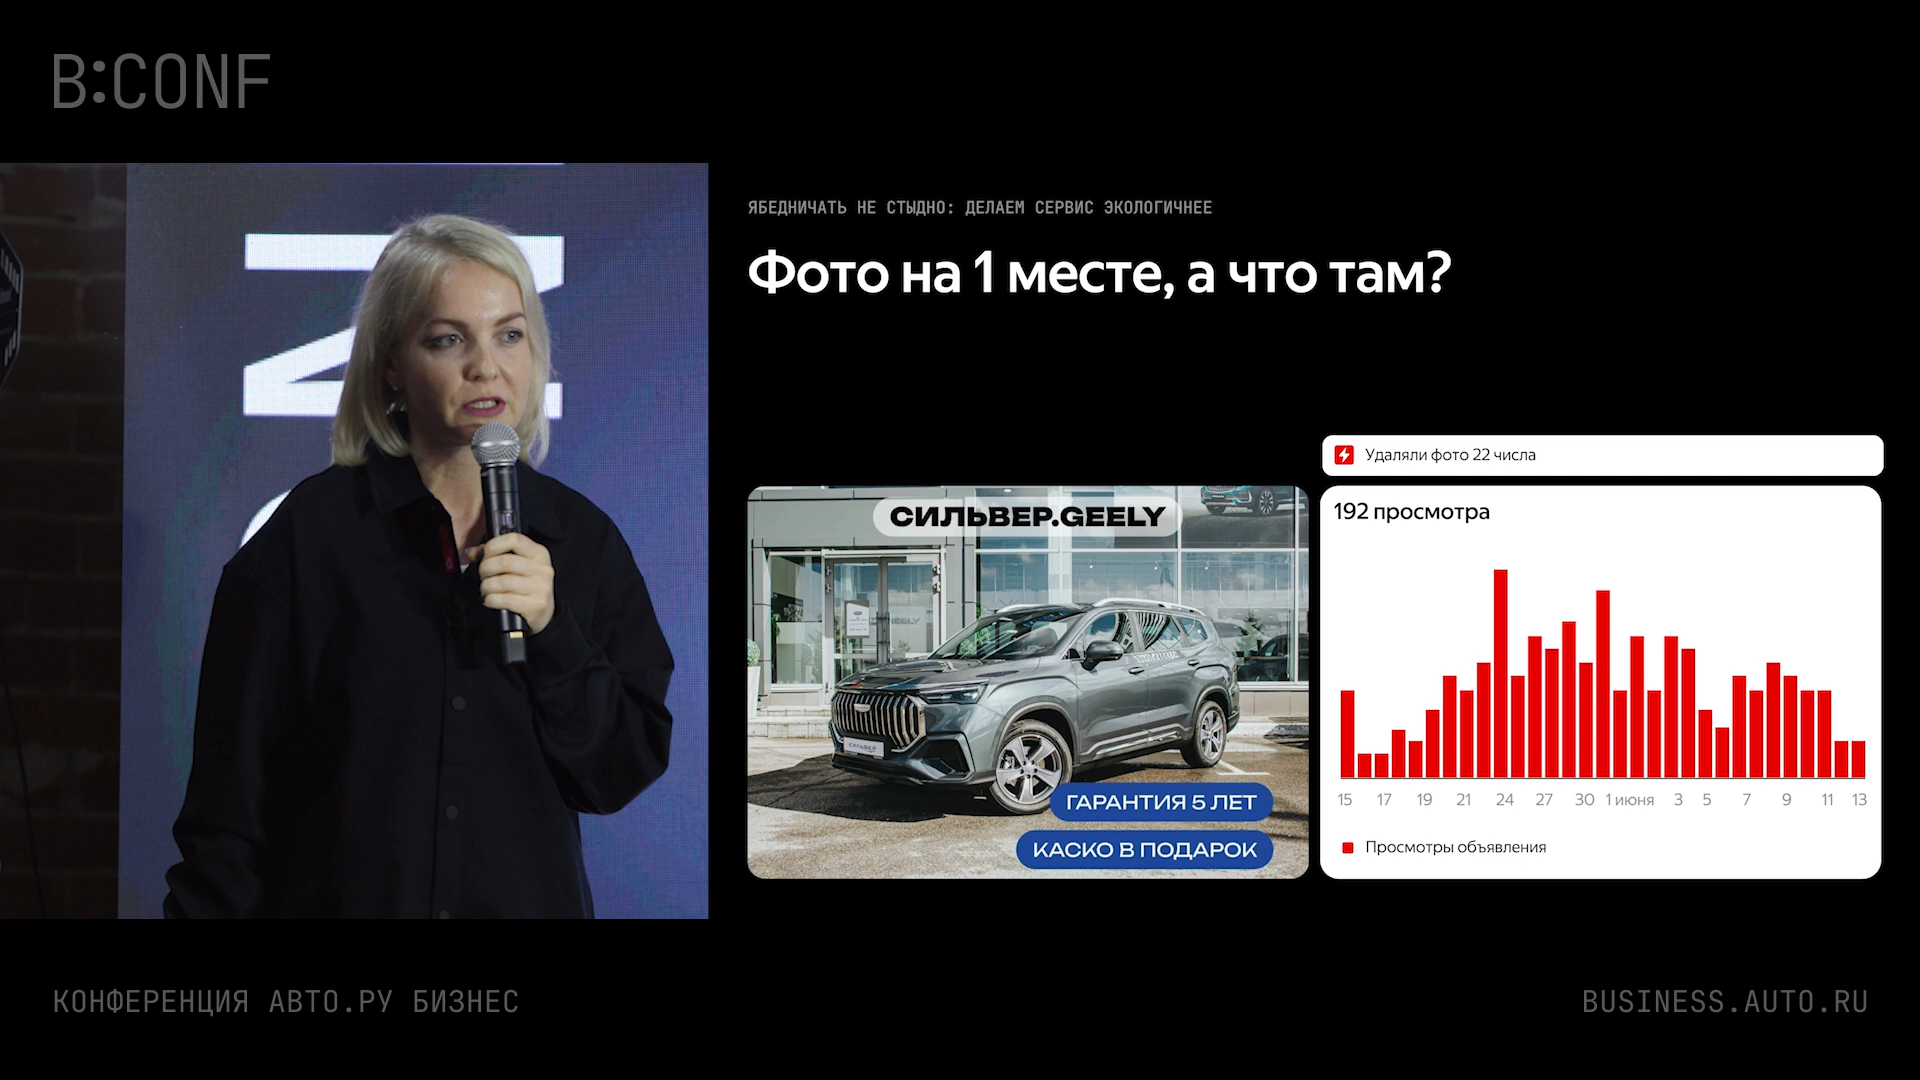 B:CONF
ЯБЕДНИЧАТЬ НЕ СТЫДНО: ДЕЛАЕМ СЕРВИС ЭКОЛОГИЧНЕЕ
Фото на 1 месте, а что там?
Удаляли фото 22 числа
192 просмотра
СИЛЬВЕР.GEELY
GEELY
СИЛЬВЕР
ГАРАНТИЯ 5 ЛЕТ
КАСКО В ПОДАРОК
15 17 19 21 24 27 30 1 июня 3 5 7 9 11 13
Просмотры объявления
КОНФЕРЕНЦИЯ АВТО.РУ БИЗНЕС
BUSINESS.AUTO.RU